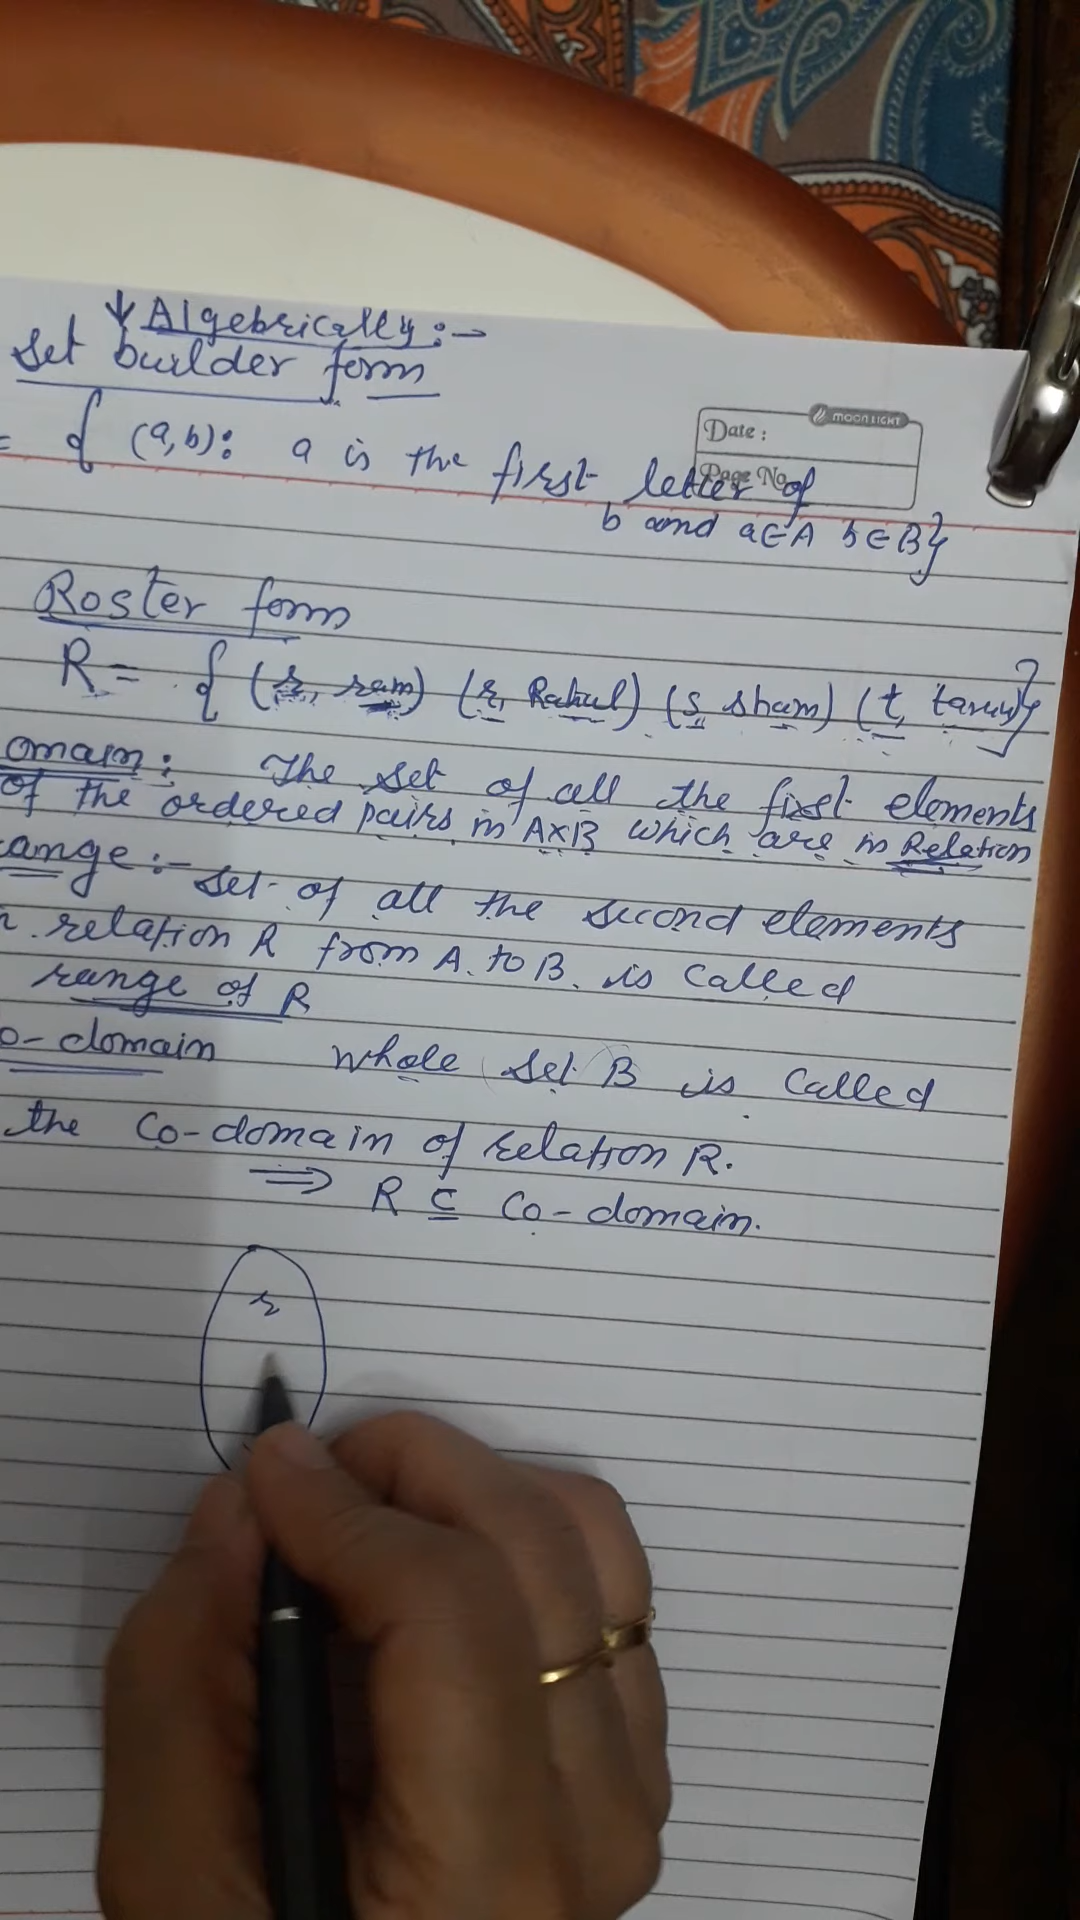 ↓ Algebrically :-
Set builder form
= { (a,b): a is the first letter of
MOONLIGHT
Date :
Page No.
b and a∈A b∈B}
Roster form
R = { (r, ram) (r, Rahul) (s, sham) (t, tarun)}
omain: The set of all the first elements
of the ordered pairs in A×B which are in Relation
ange :- Set of all the second elements
relation R from A to B. is called
range of R
o-domain Whole Set B is Called
the Co-domain of relation R.
⇒ R ⊆ Co-domain.
r